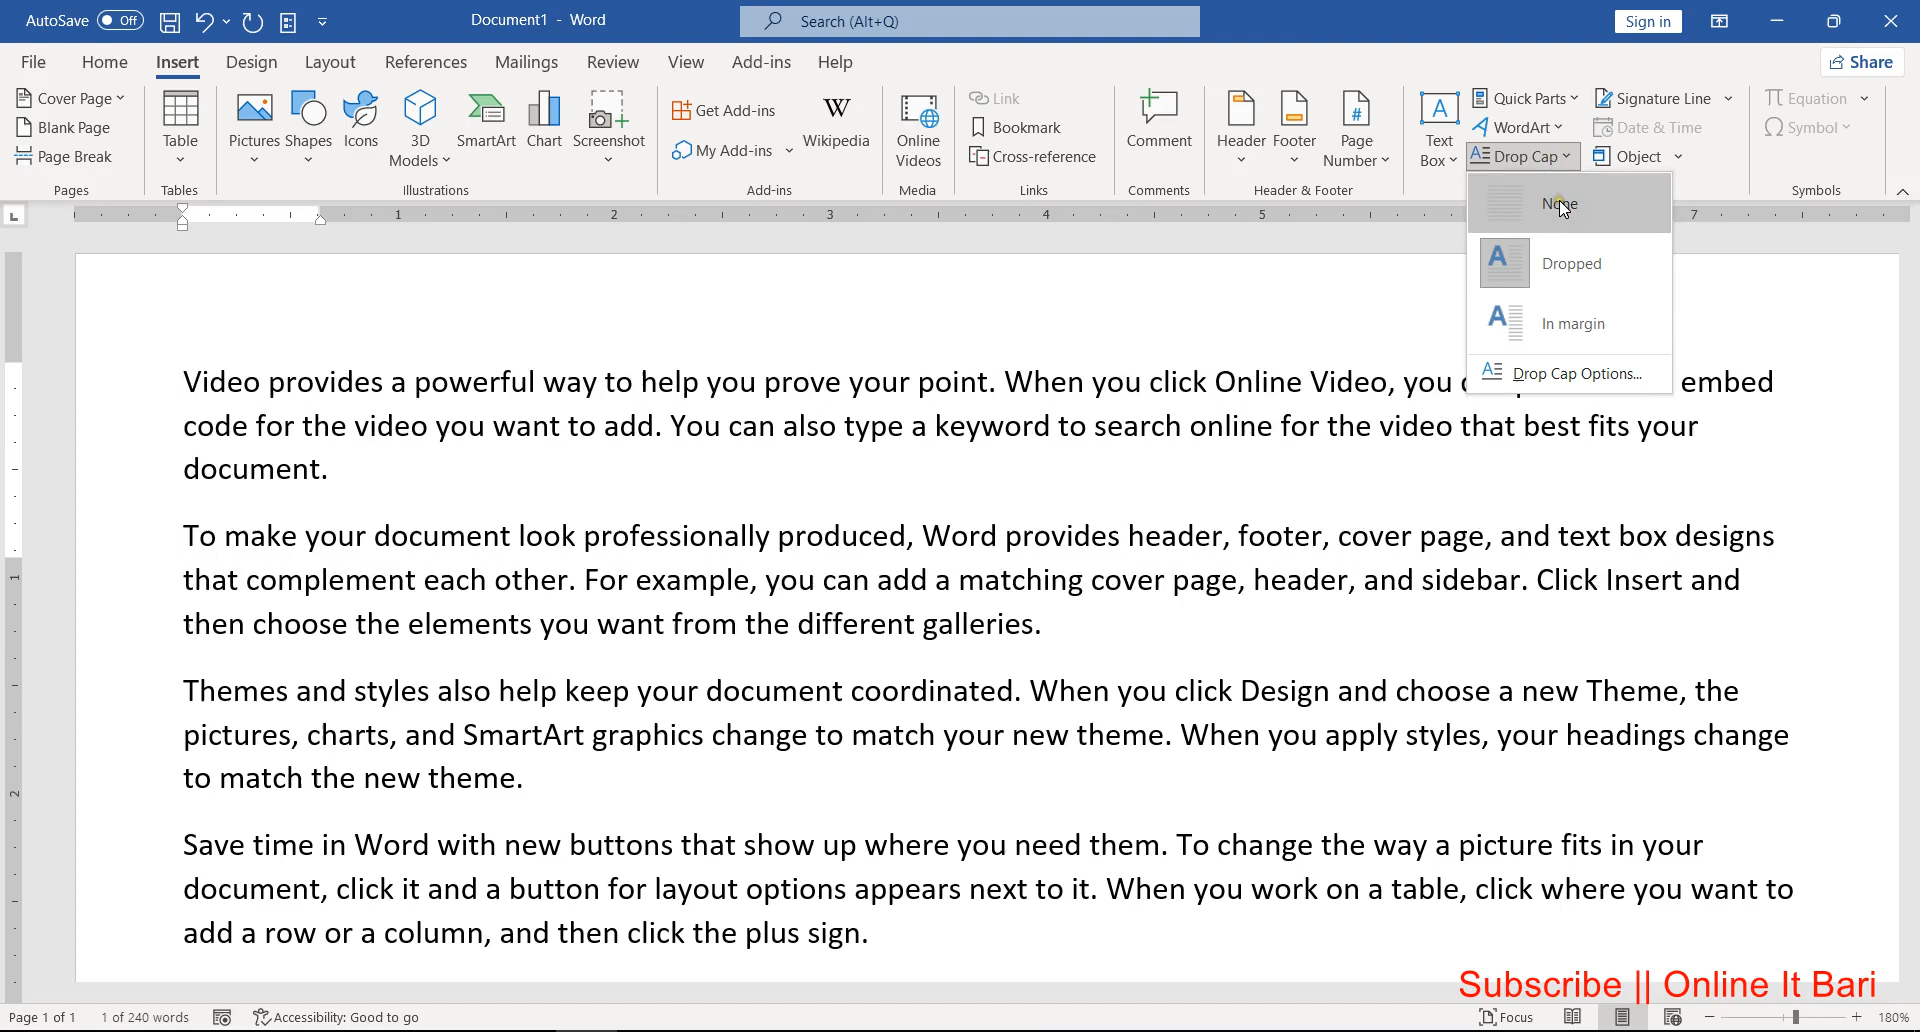 AutoSave Off Document1 - Word Search (Alt+Q) Sign in
File Home Insert Design Layout References Mailings Review View Add-ins Help Share
Cover Page
Blank Page
Page Break
Pages
Table
Tables
Pictures Shapes Icons 3D Models SmartArt Chart Screenshot
Illustrations
Get Add-ins
My Add-ins
W
Wikipedia
Add-ins
Online Videos
Media
Link
Bookmark
Cross-reference
Links
Comment
Comments
Header Footer Page Number
Header & Footer
Text Box
Quick Parts
WordArt
Drop Cap
Signature Line
Date & Time
Object
Equation
Symbol
Symbols
None
Dropped
In margin
Drop Cap Options...
1 2 3 4 5 7
Video provides a powerful way to help you prove your point. When you click Online Video, you embed
code for the video you want to add. You can also type a keyword to search online for the video that best fits your
document.
To make your document look professionally produced, Word provides header, footer, cover page, and text box designs
that complement each other. For example, you can add a matching cover page, header, and sidebar. Click Insert and
then choose the elements you want from the different galleries.
Themes and styles also help keep your document coordinated. When you click Design and choose a new Theme, the
pictures, charts, and SmartArt graphics change to match your new theme. When you apply styles, your headings change
to match the new theme.
Save time in Word with new buttons that show up where you need them. To change the way a picture fits in your
document, click it and a button for layout options appears next to it. When you work on a table, click where you want to
add a row or a column, and then click the plus sign.
1
2
Subscribe || Online It Bari
Page 1 of 1 1 of 240 words Accessibility: Good to go Focus 180%